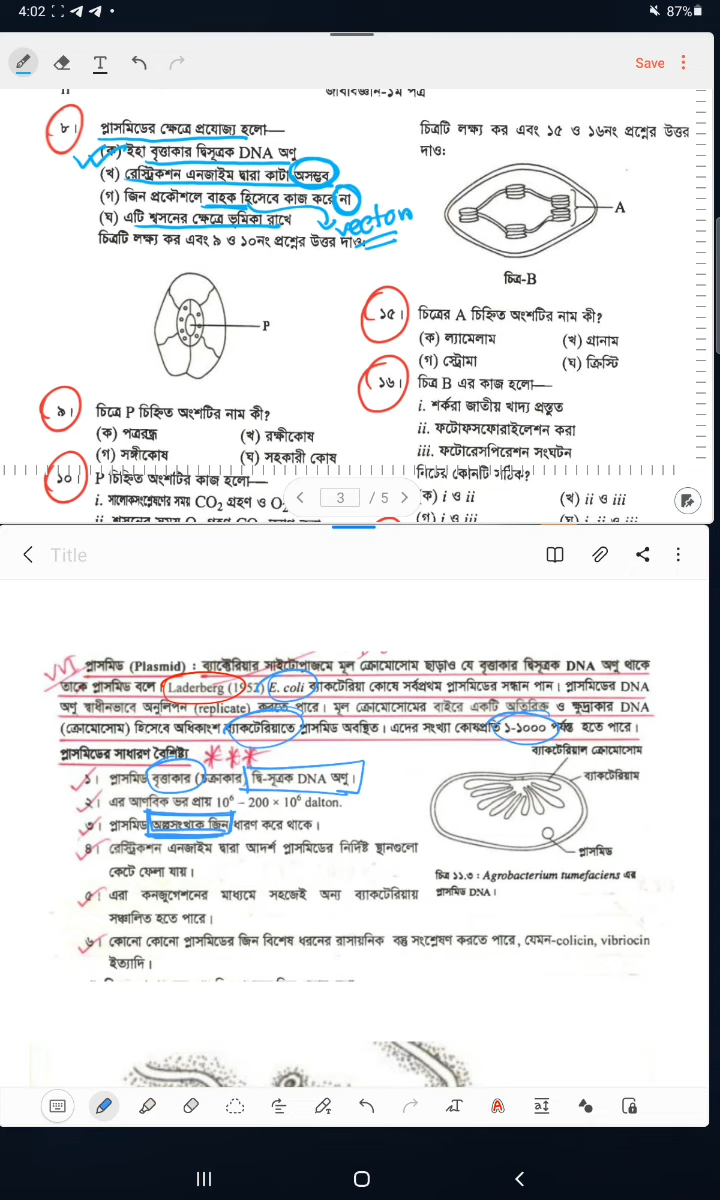 4:02
87%
Save
জীববিজ্ঞান-১ম পত্র
৮। প্লাসমিডের ক্ষেত্রে প্রযোজ্য হলো—
(ক) ইহা বৃত্তাকার দ্বিসূত্রক DNA অণু
(খ) রেস্ট্রিকশন এনজাইম দ্বারা কাটা অসম্ভব
(গ) জিন প্রকৌশলে বাহক হিসেবে কাজ করে না
(ঘ) এটি শ্বসনের ক্ষেত্রে ভূমিকা রাখে
vector
চিত্রটি লক্ষ্য কর এবং ৯ ও ১০নং প্রশ্নের উত্তর দাও:
P
৯। চিত্রে P চিহ্নিত অংশটির নাম কী?
(ক) পত্ররন্ধ্র (খ) রক্ষীকোষ
(গ) সঙ্গীকোষ (ঘ) সহকারী কোষ
১০। P চিহ্নিত অংশটির কাজ হলো—
i. সালোকসংশ্লেষণের সময় CO₂ গ্রহণ ও O₂
চিত্রটি লক্ষ্য কর এবং ১৫ ও ১৬নং প্রশ্নের উত্তর
দাও:
A
চিত্র-B
১৫। চিত্রের A চিহ্নিত অংশটির নাম কী?
(ক) ল্যামেলাম (খ) গ্রানাম
(গ) স্ট্রোমা (ঘ) ক্রিস্টি
১৬। চিত্র B এর কাজ হলো—
i. শর্করা জাতীয় খাদ্য প্রস্তুত
ii. ফটোফসফোরাইলেশন করা
iii. ফটোরেসপিরেশন সংঘটন
নিচের কোনটি সঠিক?
(ক) i ও ii (খ) ii ও iii
(গ) i ও iii (ঘ) i, ii ও iii
3 / 5
Title
প্লাসমিড (Plasmid) : ব্যাক্টেরিয়ার সাইটোপ্লাজমে মূল ক্রোমোসোম ছাড়াও যে বৃত্তাকার দ্বিসূত্রক DNA অণু থাকে
তাকে প্লাসমিড বলে। Laderberg (1952) E. coli ব্যাকটেরিয়া কোষে সর্বপ্রথম প্লাসমিডের সন্ধান পান। প্লাসমিডের DNA
অণু স্বাধীনভাবে অনুলিপন (replicate) করতে পারে। মূল ক্রোমোসোমের বাইরে একটি অতিরিক্ত ও ক্ষুদ্রাকার DNA
(ক্রোমোসোম) হিসেবে অধিকাংশ ব্যাকটেরিয়াতে প্লাসমিড অবস্থিত। এদের সংখ্যা কোষপ্রতি ১-১০০০ পর্যন্ত হতে পারে।
প্লাসমিডের সাধারণ বৈশিষ্ট্য
১। প্লাসমিড বৃত্তাকার (চক্রাকার) দ্বি-সূত্রক DNA অণু।
২। এর আণবিক ভর প্রায় 10⁶ – 200 × 10⁶ dalton.
৩। প্লাসমিড অল্পসংখ্যক জিন ধারণ করে থাকে।
৪। রেস্ট্রিকশন এনজাইম দ্বারা আদর্শ প্লাসমিডের নির্দিষ্ট স্থানগুলো
কেটে ফেলা যায়।
৫। এরা কনজুগেশনের মাধ্যমে সহজেই অন্য ব্যাকটেরিয়ায়
সঞ্চালিত হতে পারে।
৬। কোনো কোনো প্লাসমিডের জিন বিশেষ ধরনের রাসায়নিক বস্তু সংশ্লেষণ করতে পারে, যেমন-colicin, vibriocin
ইত্যাদি।
ব্যাকটেরিয়াল ক্রোমোসোম
ব্যাকটেরিয়াম
প্লাসমিড
চিত্র ১১.৩ : Agrobacterium tumefaciens এর
প্লাসমিড DNA।